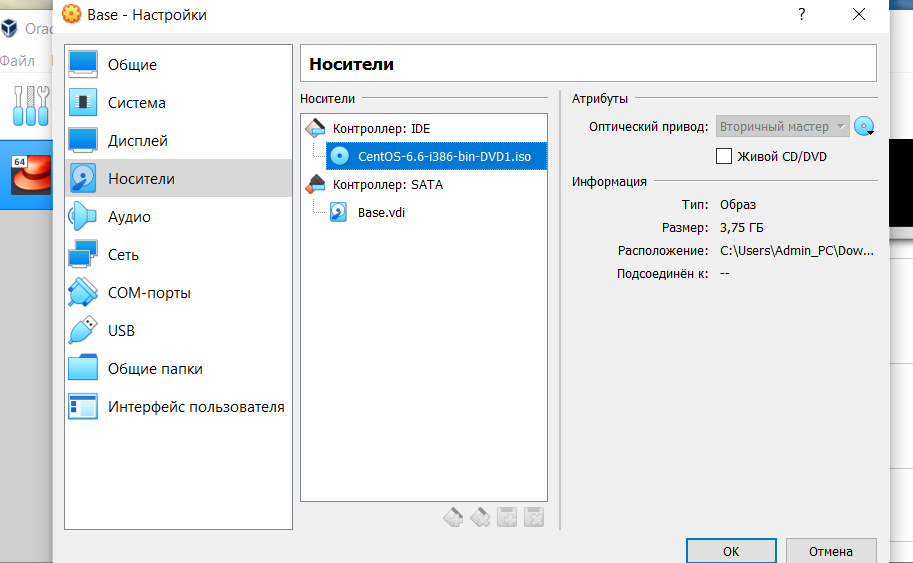 Base - Настройки
?
Orac
Файл
64
Общие
Система
Дисплей
Носители
Аудио
Сеть
COM-порты
USB
Общие папки
Интерфейс пользователя
Носители
Носители
Контроллер: IDE
CentOS-6.6-i386-bin-DVD1.iso
Контроллер: SATA
Base.vdi
Атрибуты
Оптический привод: Вторичный мастер
Живой CD/DVD
Информация
Тип: Образ
Размер: 3,75 ГБ
Расположение: C:\Users\Admin_PC\Dow...
Подсоединён к: --
OK
Отмена